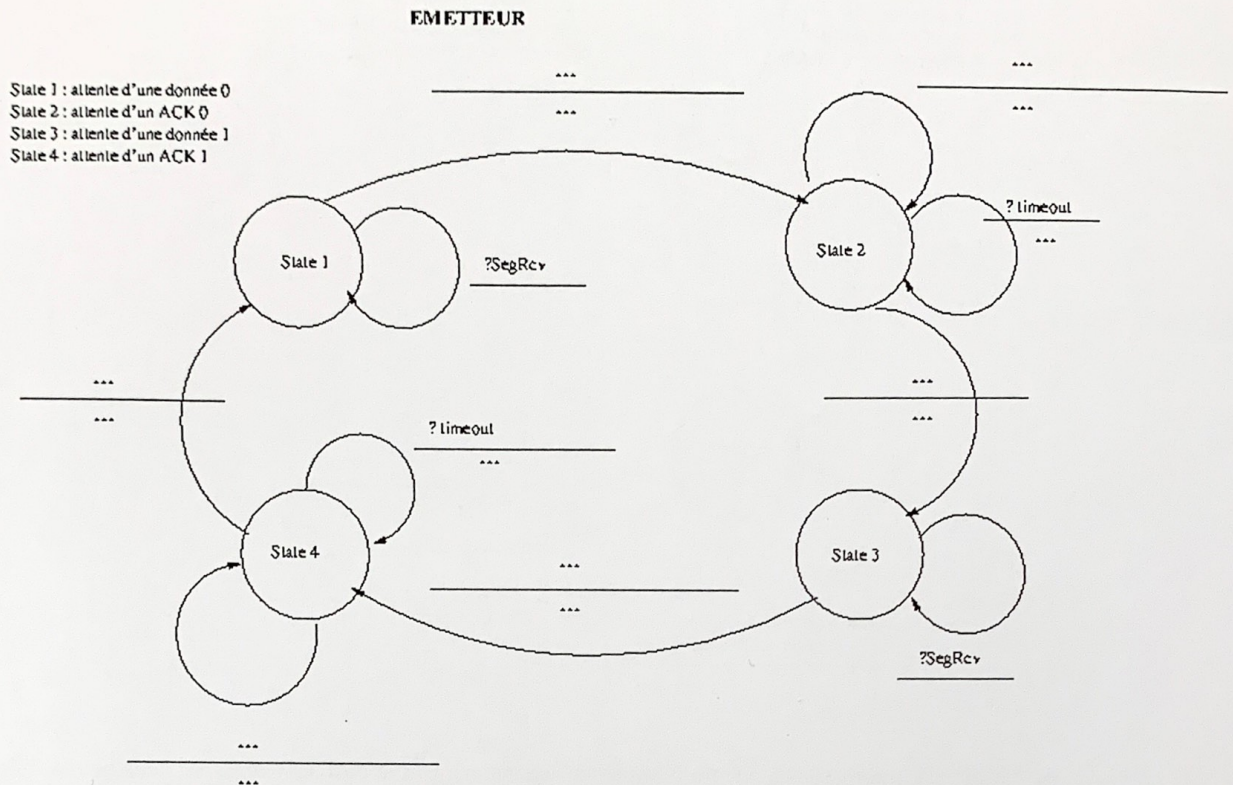 EMETTEUR
State 1 : attente d'une donnée 0
State 2 : attente d'un ACK 0
State 3 : attente d'une donnée 1
State 4 : attente d'un ACK 1
...
...
...
...
? timeout
...
State 1
?SegRcv
State 2
...
...
...
...
? timeout
...
State 4
State 3
...
...
?SegRcv
...
...